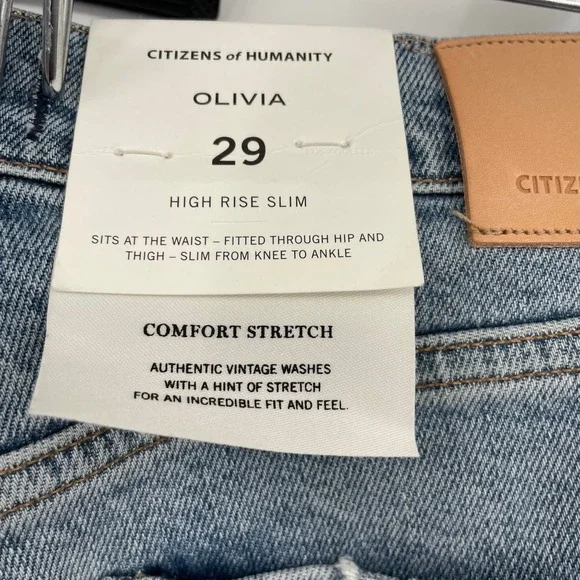 CITIZENS of HUMANITY
OLIVIA
29
HIGH RISE SLIM
SITS AT THE WAIST – FITTED THROUGH HIP AND
THIGH – SLIM FROM KNEE TO ANKLE
COMFORT STRETCH
AUTHENTIC VINTAGE WASHES
WITH A HINT OF STRETCH
FOR AN INCREDIBLE FIT AND FEEL.
CITIZ